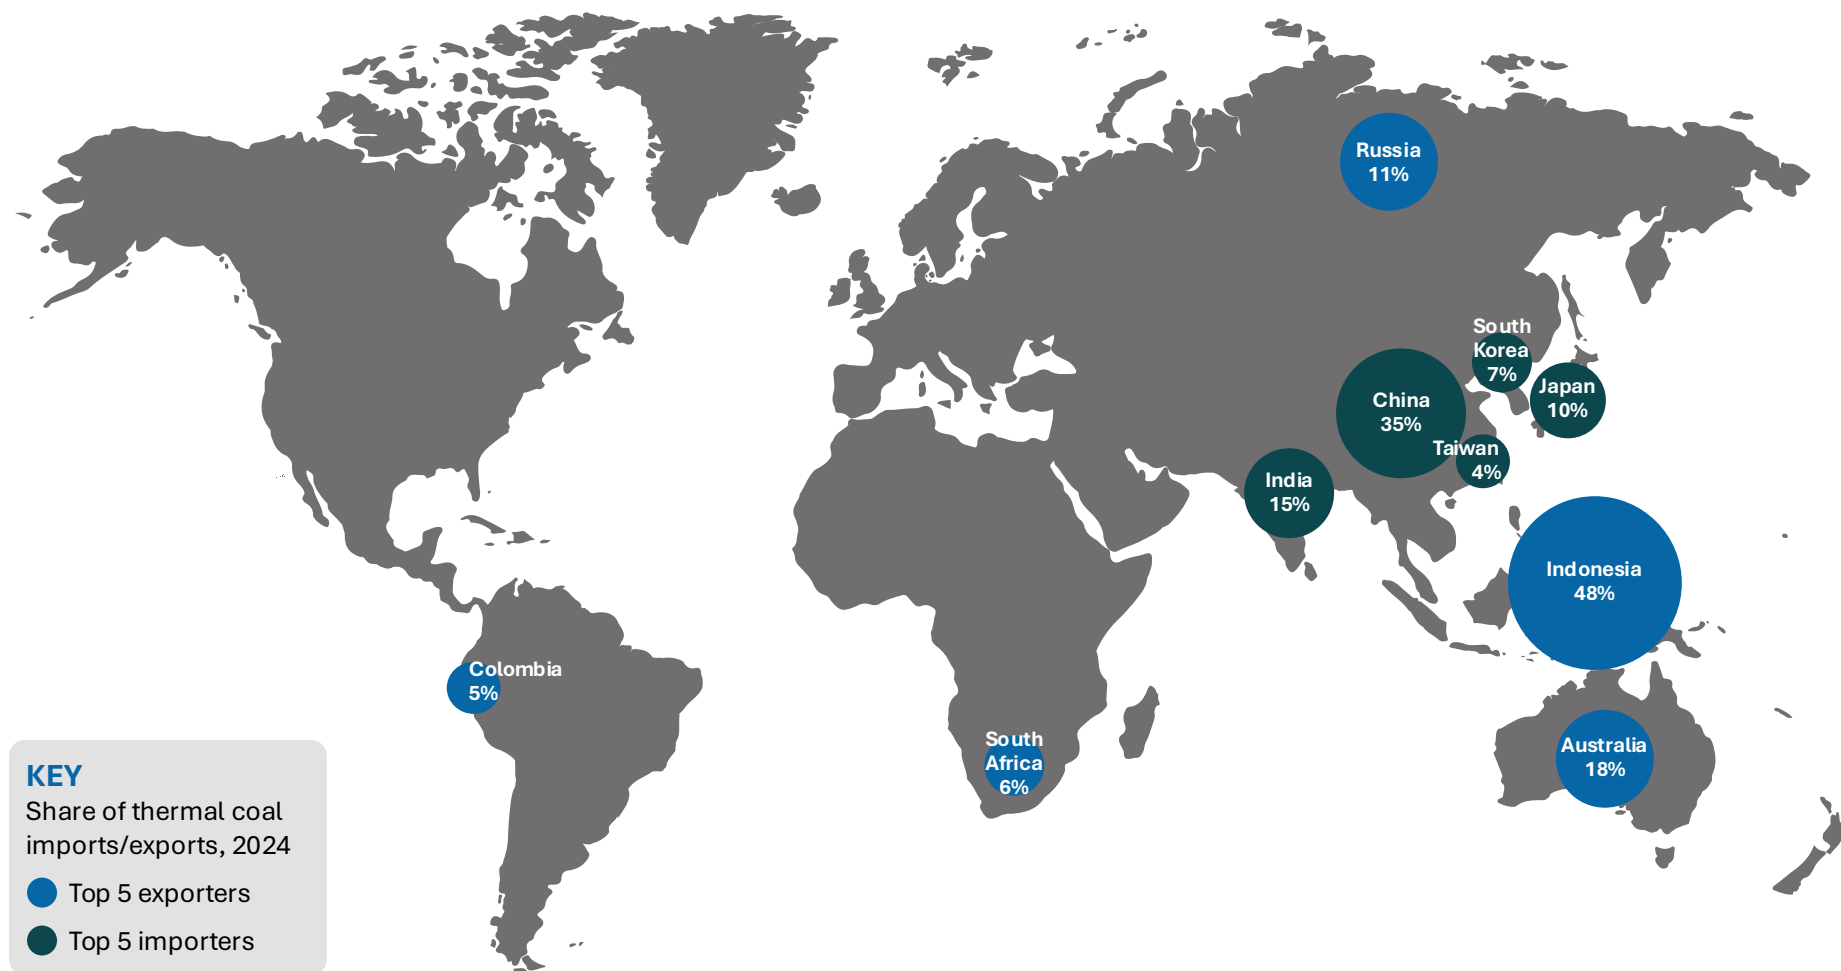 Russia
11%
South
Korea
7%
Japan
10%
China
35%
Taiwan
4%
India
15%
Indonesia
48%
Colombia
5%
South
Africa
6%
Australia
18%
KEY
Share of thermal coal
imports/exports, 2024
Top 5 exporters
Top 5 importers